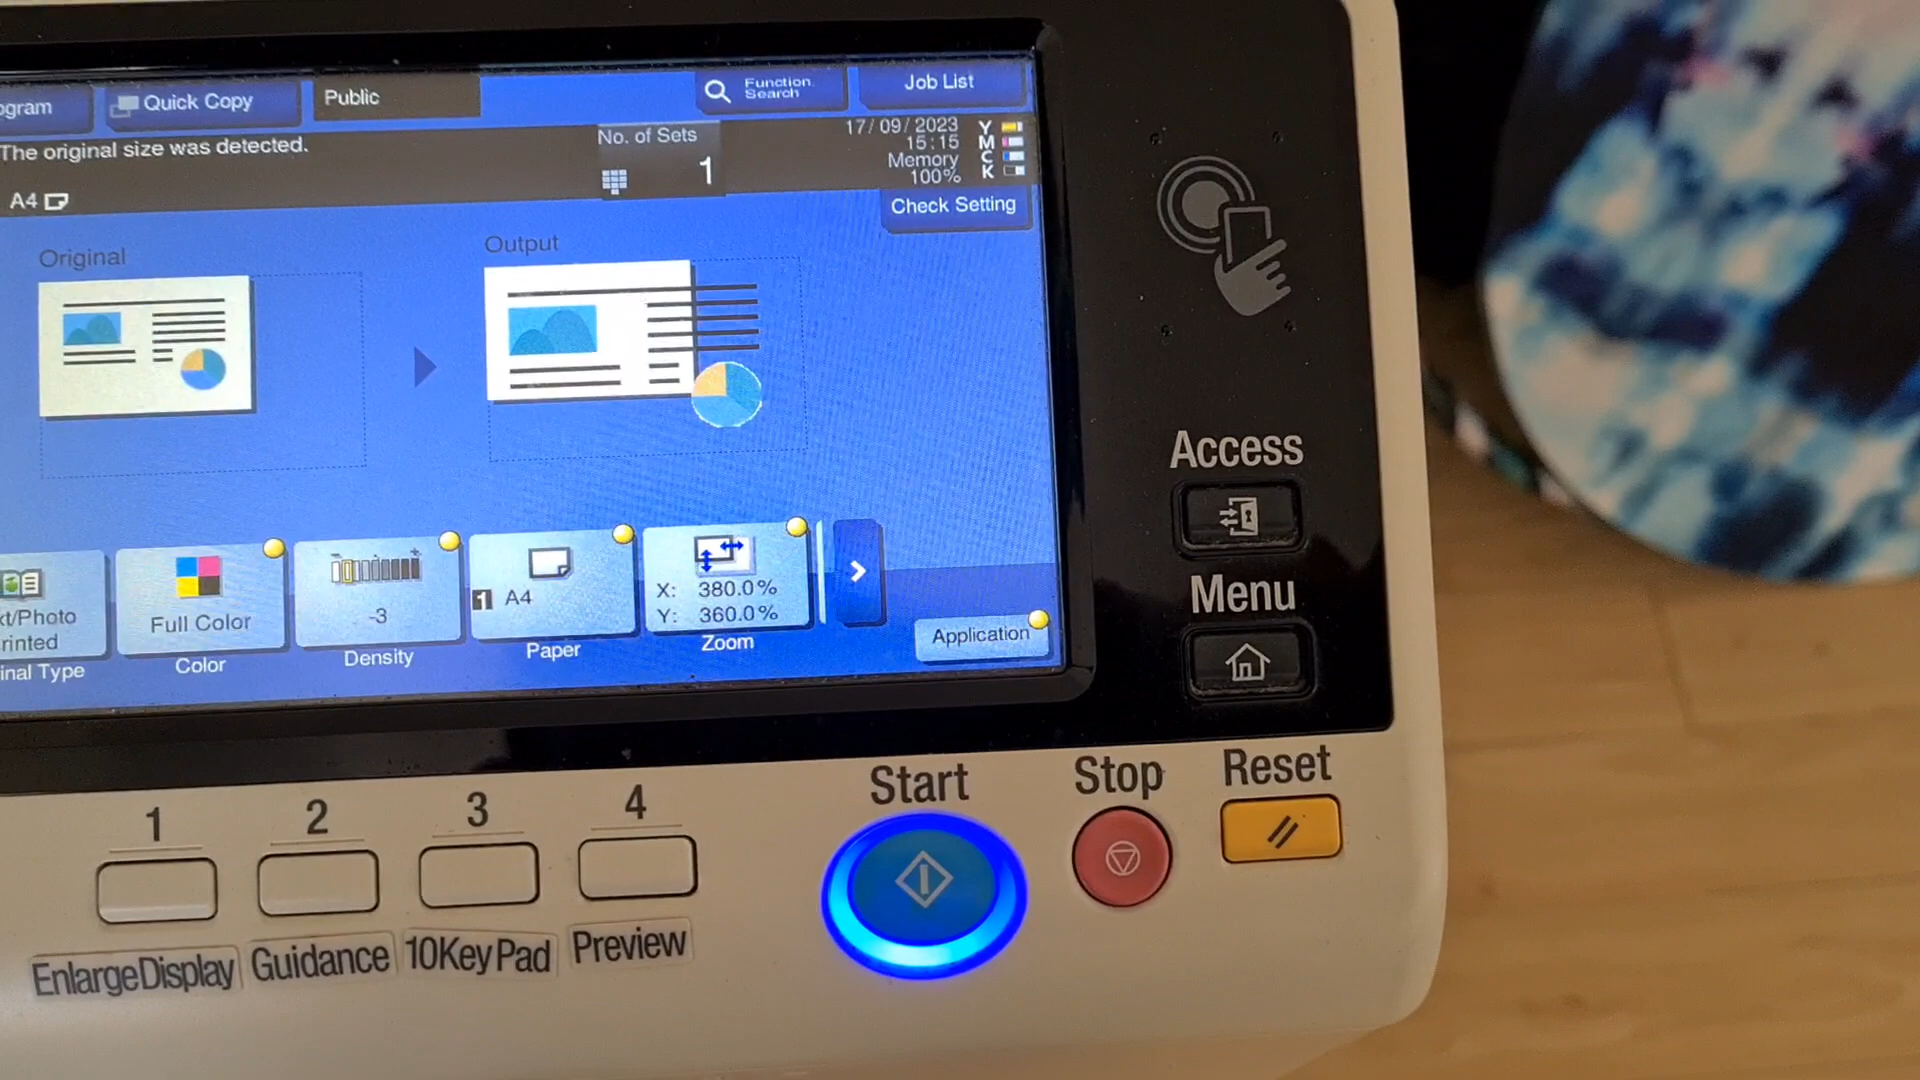 ogram
Quick Copy
Public
Function
Search
Job List
The original size was detected.
No. of Sets
1
17/09/2023
15:15
Memory
100%
Y
M
C
K
A4
Check Setting
Original
Output
xt/Photo
rinted
inal Type
Full Color
Color
-3
Density
1 A4
Paper
X: 380.0%
Y: 360.0%
Zoom
Application
Access
Menu
Start
Stop
Reset
1
2
3
4
EnlargeDisplay
Guidance
10KeyPad
Preview